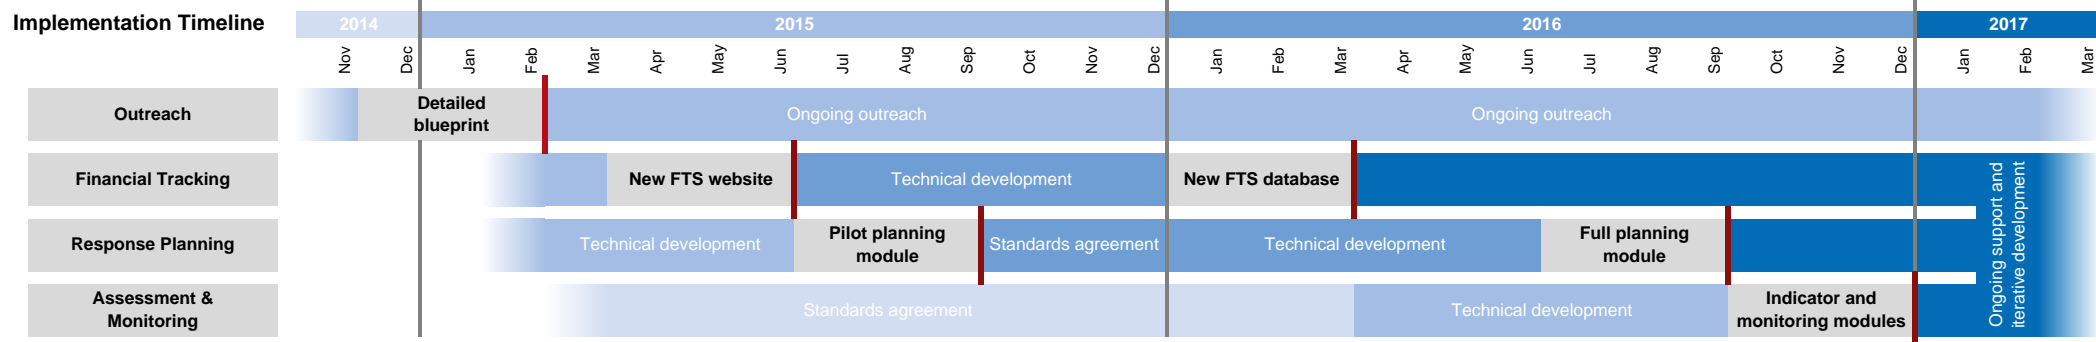 Implementation Timeline
2014 2015 2016 2017
Nov Dec Jan Feb Mar Apr May Jun Jul Aug Sep Oct Nov Dec Jan Feb Mar Apr May Jun Jul Aug Sep Oct Nov Dec Jan Feb Mar
Outreach
Detailed
blueprint
Ongoing outreach
Ongoing outreach
Financial Tracking
New FTS website
Technical development
New FTS database
Response Planning
Technical development
Pilot planning
module
Standards agreement
Technical development
Full planning
module
Assessment &
Monitoring
Standards agreement
Technical development
Indicator and
monitoring modules
Ongoing support and
iterative development